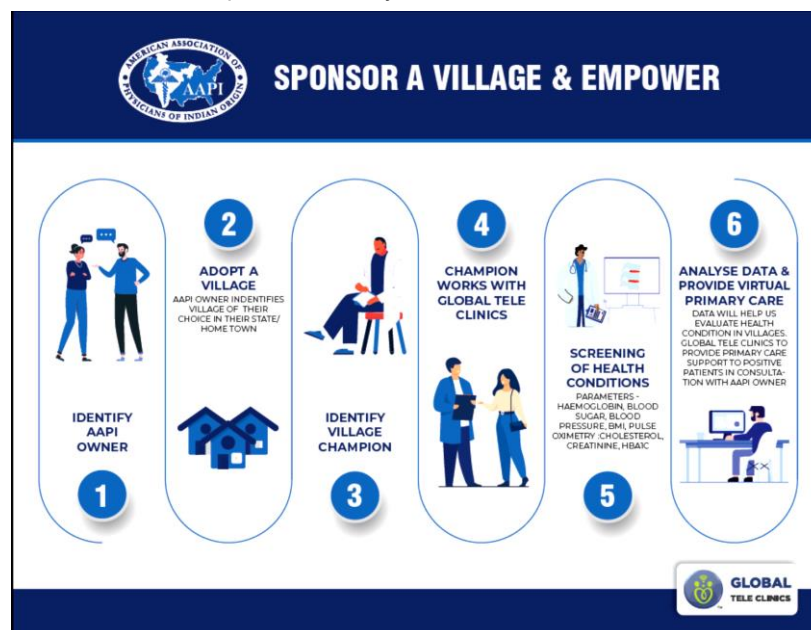 AMERICAN ASSOCIATION OF
AAPI
PHYSICIANS OF INDIAN ORIGIN
SPONSOR A VILLAGE & EMPOWER
IDENTIFY
AAPI
OWNER
1
2
ADOPT A
VILLAGE
AAPI OWNER INDENTIFIES
VILLAGE OF THEIR
CHOICE IN THEIR STATE/
HOME TOWN
IDENTIFY
VILLAGE
CHAMPION
3
4
CHAMPION
WORKS WITH
GLOBAL TELE
CLINICS
SCREENING
OF HEALTH
CONDITIONS
PARAMETERS -
HAEMOGLOBIN, BLOOD
SUGAR, BLOOD
PRESSURE, BMI, PULSE
OXIMETRY :CHOLESTEROL,
CREATININE, HBA1C
5
6
ANALYSE DATA &
PROVIDE VIRTUAL
PRIMARY CARE
DATA WILL HELP US
EVALUATE HEALTH
CONDITION IN VILLAGES.
GLOBAL TELE CLINICS TO
PROVIDE PRIMARY CARE
SUPPORT TO POSITIVE
PATIENTS IN CONSULTA-
TION WITH AAPI OWNER
GLOBAL
TELE CLINICS